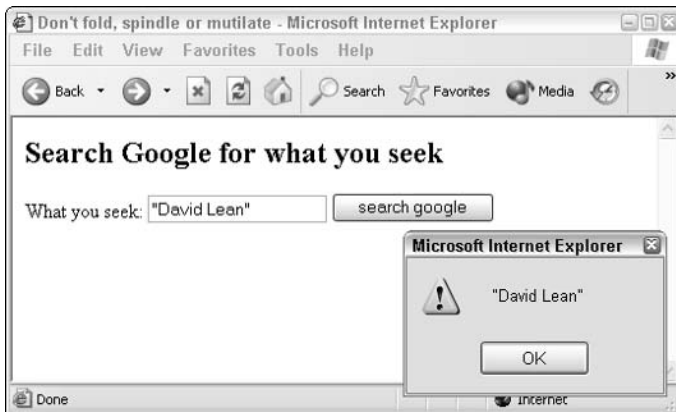 Don't fold, spindle or mutilate - Microsoft Internet Explorer
File Edit View Favorites Tools Help
Back Search Favorites Media »
Search Google for what you seek
What you seek: "David Lean" search google
Microsoft Internet Explorer
"David Lean"
OK
Done Internet